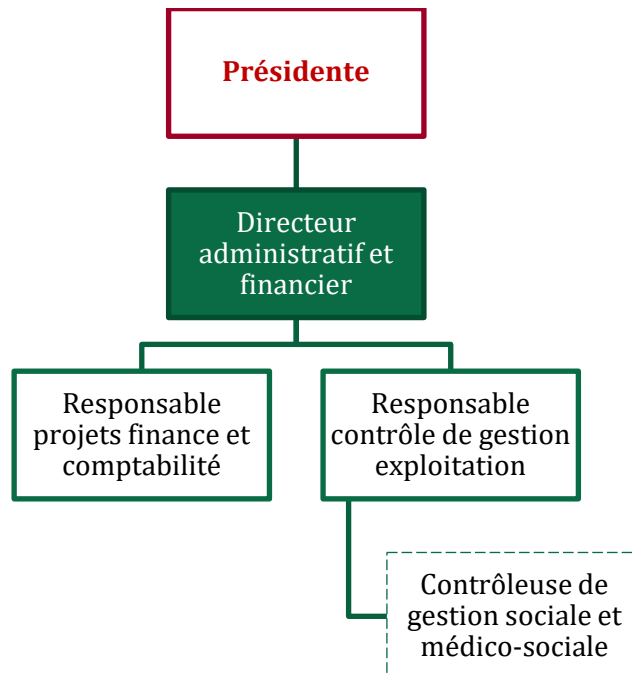 Présidente
Directeur
administratif et
financier
Responsable
projets finance et
comptabilité
Responsable
contrôle de gestion
exploitation
Contrôleuse de
gestion sociale et
médico-sociale